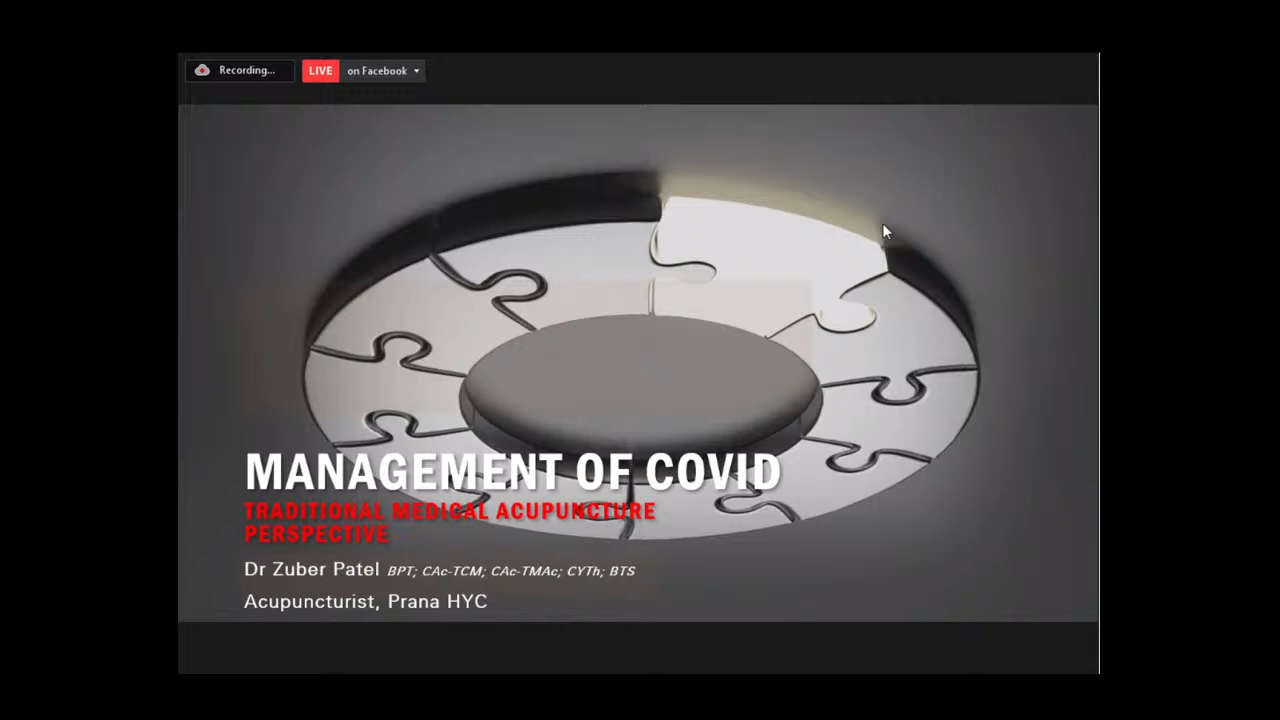 Recording...
LIVE on Facebook
MANAGEMENT OF COVID
TRADITIONAL MEDICAL ACUPUNCTURE
PERSPECTIVE
Dr Zuber Patel BPT; CAc-TCM; CAc-TMAc; CYTh; BTS
Acupuncturist, Prana HYC